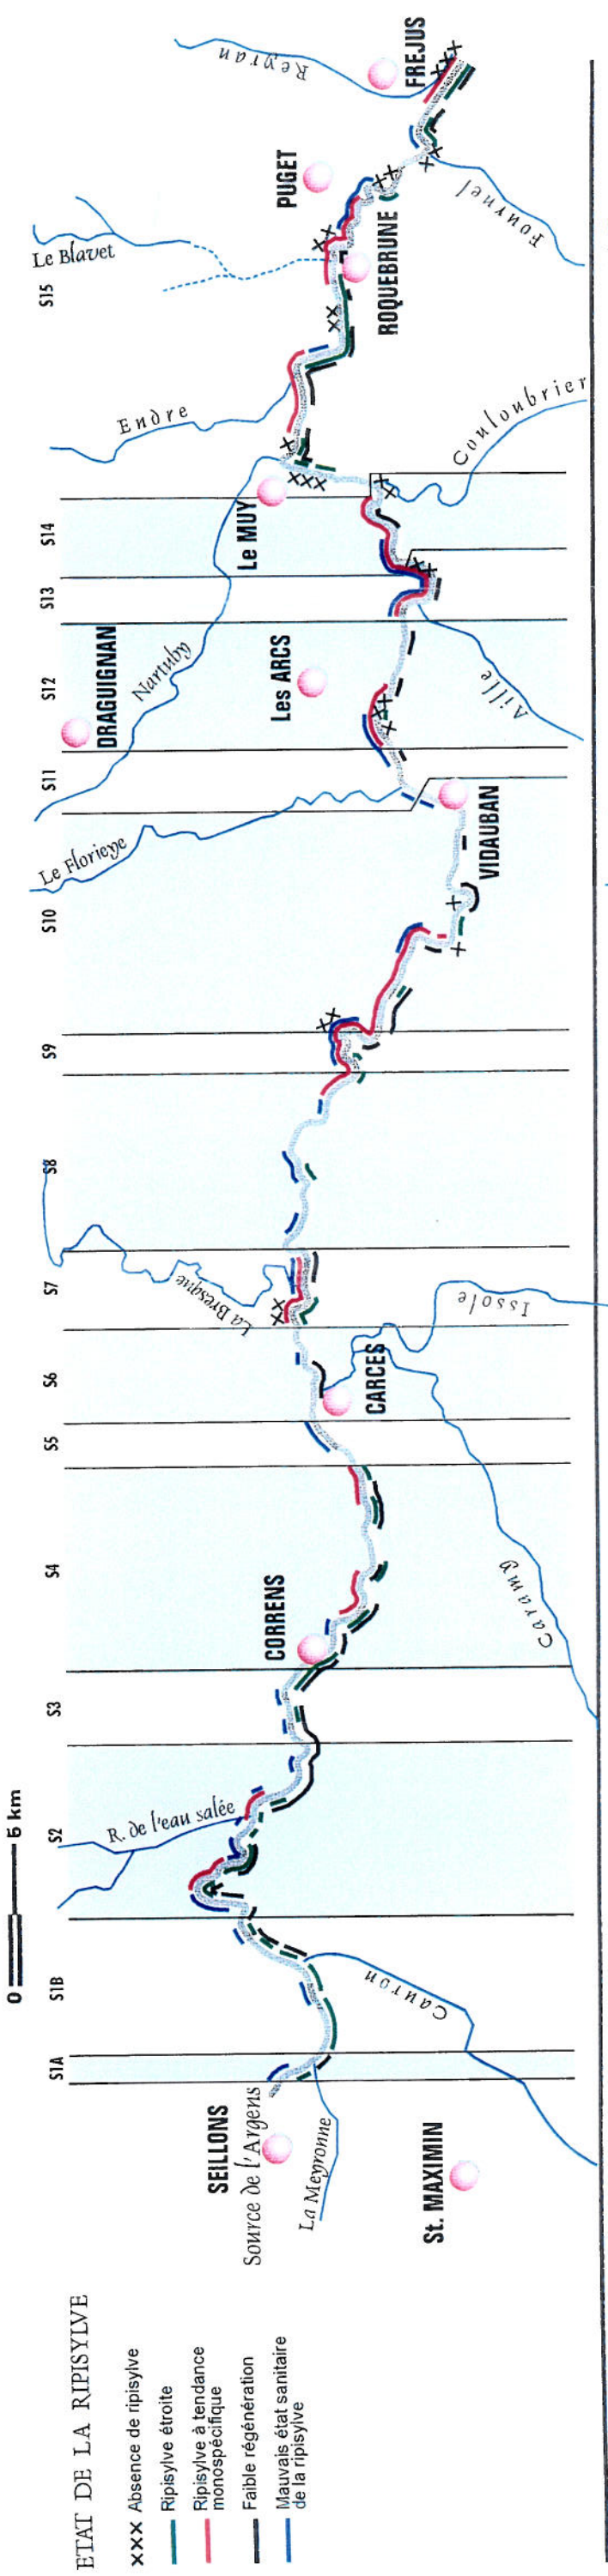 ETAT DE LA RIPISYLVE
xxx Absence de ripisylve
Ripisylve étroite
Ripisylve à tendance
monospécifique
Faible régénération
Mauvais état sanitaire
de la ripisylve
0 5 km
S1A
S1B
S2
S3
S4
S5
S6
S7
S8
S9
S10
S11
S12
S13
S14
S15
SEILLONS
Source de l'Argens
La Meyronne
St. MAXIMIN
Cauron
R. de l'eau salée
CORRENS
Caramy
CARCES
Issole
La Bresque
Le Florieye
VIDAUBAN
DRAGUIGNAN
Nartuby
Les ARCS
Aille
Le MUY
Couloubrier
Endre
Le Blavet
ROQUEBRUNE
PUGET
Fournel
Reyran
FREJUS